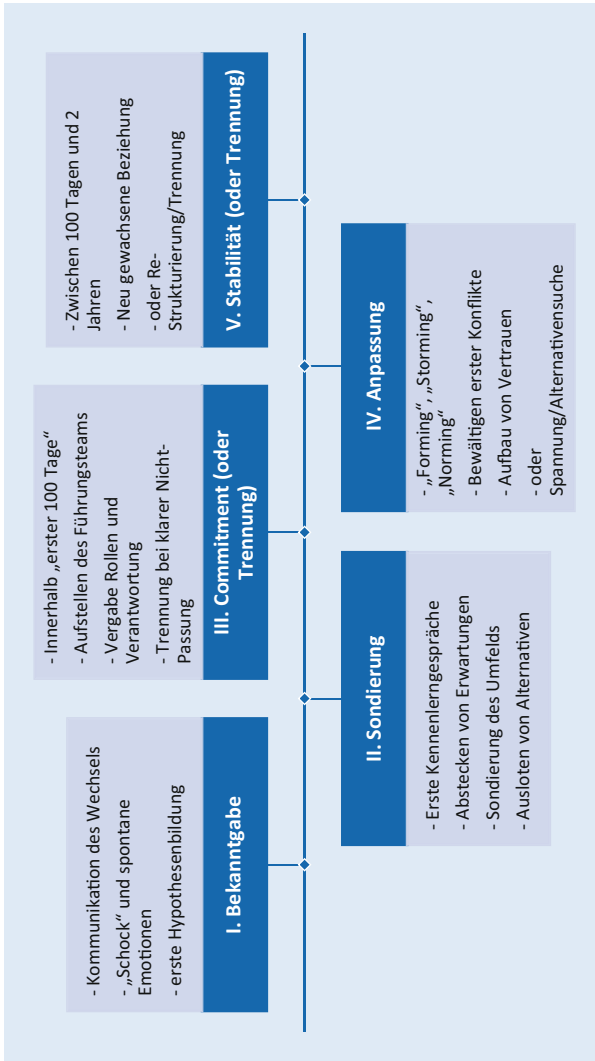 - Kommunikation des Wechsels
- „Schock“ und spontane
Emotionen
- erste Hypothesenbildung
I. Bekanntgabe
II. Sondierung
- Erste Kennenlerngespräche
- Abstecken von Erwartungen
- Sondierung des Umfelds
- Ausloten von Alternativen
- Innerhalb „erster 100 Tage“
- Aufstellen des Führungsteams
- Vergabe Rollen und
Verantwortung
- Trennung bei klarer Nicht-
Passung
III. Commitment (oder
Trennung)
IV. Anpassung
- „Forming“, „Storming“,
„Norming“
- Bewältigen erster Konflikte
- Aufbau von Vertrauen
- oder
Spannung/Alternativensuche
- Zwischen 100 Tagen und 2
Jahren
- Neu gewachsene Beziehung
- oder Re-
Strukturierung/Trennung
V. Stabilität (oder Trennung)